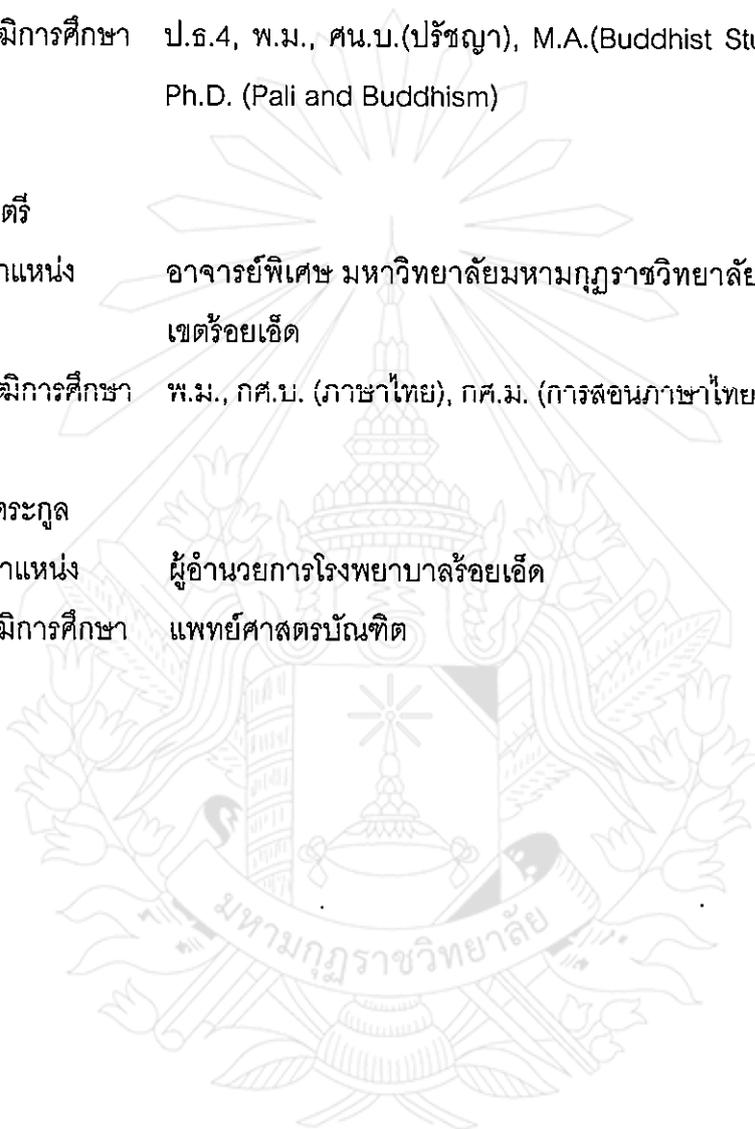 ฒิการศึกษา ป.ธ.4, พ.ม., ศน.บ.(ปรัชญา), M.A.(Buddhist Stu
Ph.D. (Pali and Buddhism)
ตรี
าแหน่ง อาจารย์พิเศษ มหาวิทยาลัยมหามกุฏราชวิทยาลัย
เขตร้อยเอ็ด
ฒิการศึกษา พ.ม., กศ.บ. (ภาษาไทย), กศ.ม. (การสอนภาษาไทย
ตระกูล
าแหน่ง ผู้อำนวยการโรงพยาบาลร้อยเอ็ด
ฒิการศึกษา แพทย์ศาสตรบัณฑิต
มหามกุฏราชวิทยาลัย